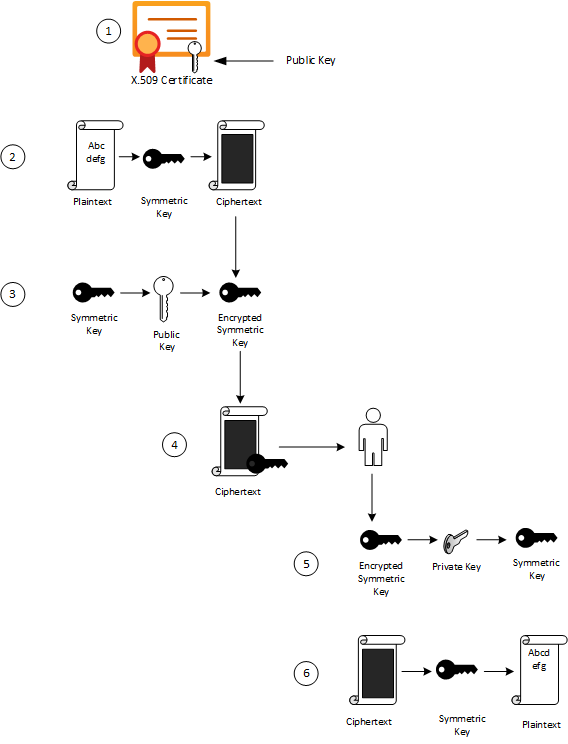 1
Public Key
X.509 Certificate
2
Abc
defg
Plaintext
Symmetric
Key
Ciphertext
3
Symmetric
Key
Public
Key
Encrypted
Symmetric
Key
4
Ciphertext
5
Encrypted
Symmetric
Key
Private Key
Symmetric
Key
6
Abcd
efg
Ciphertext
Symmetric
Key
Plaintext